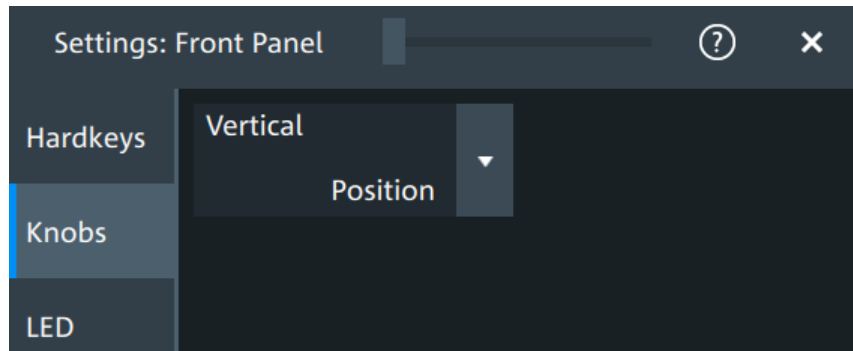 Settings: Front Panel
?
Hardkeys
Vertical
Position
Knobs
LED